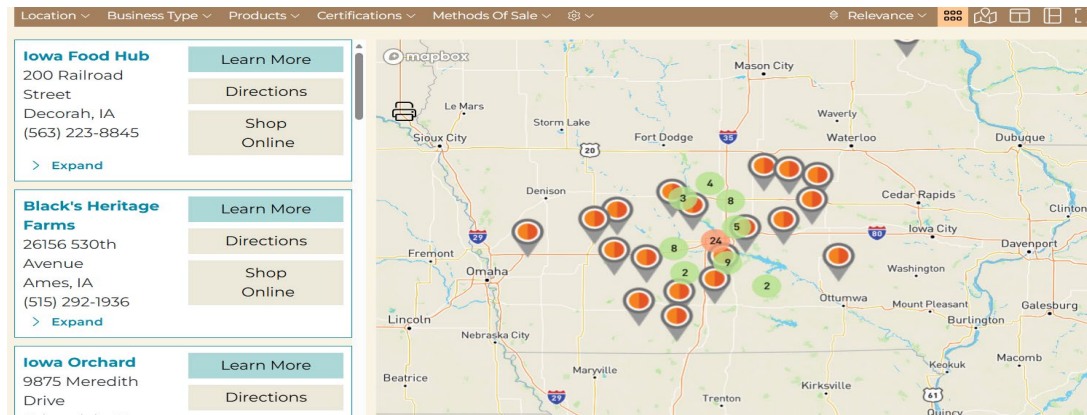 Location Business Type Products Certifications Methods Of Sale Relevance
Iowa Food Hub
200 Railroad
Street
Decorah, IA
(563) 223-8845
Expand
Learn More
Directions
Shop
Online
Black's Heritage
Farms
26156 530th
Avenue
Ames, IA
(515) 292-1936
Expand
Learn More
Directions
Shop
Online
Iowa Orchard
9875 Meredith
Drive
Learn More
Directions
mapbox
Mason City
Le Mars
Waverly
Storm Lake
Sioux City
Fort Dodge
35
Waterloo
Dubuque
20
Denison
4
3
8
Cedar Rapids
Clinton
5
29
24
80
Iowa City
Davenport
Fremont
8
9
Omaha
2
Washington
2
Ottumwa
Mount Pleasant
Galesburg
Lincoln
Burlington
Nebraska City
Macomb
Keokuk
Maryville
Beatrice
Kirksville
29
Trenton
61
Quincy